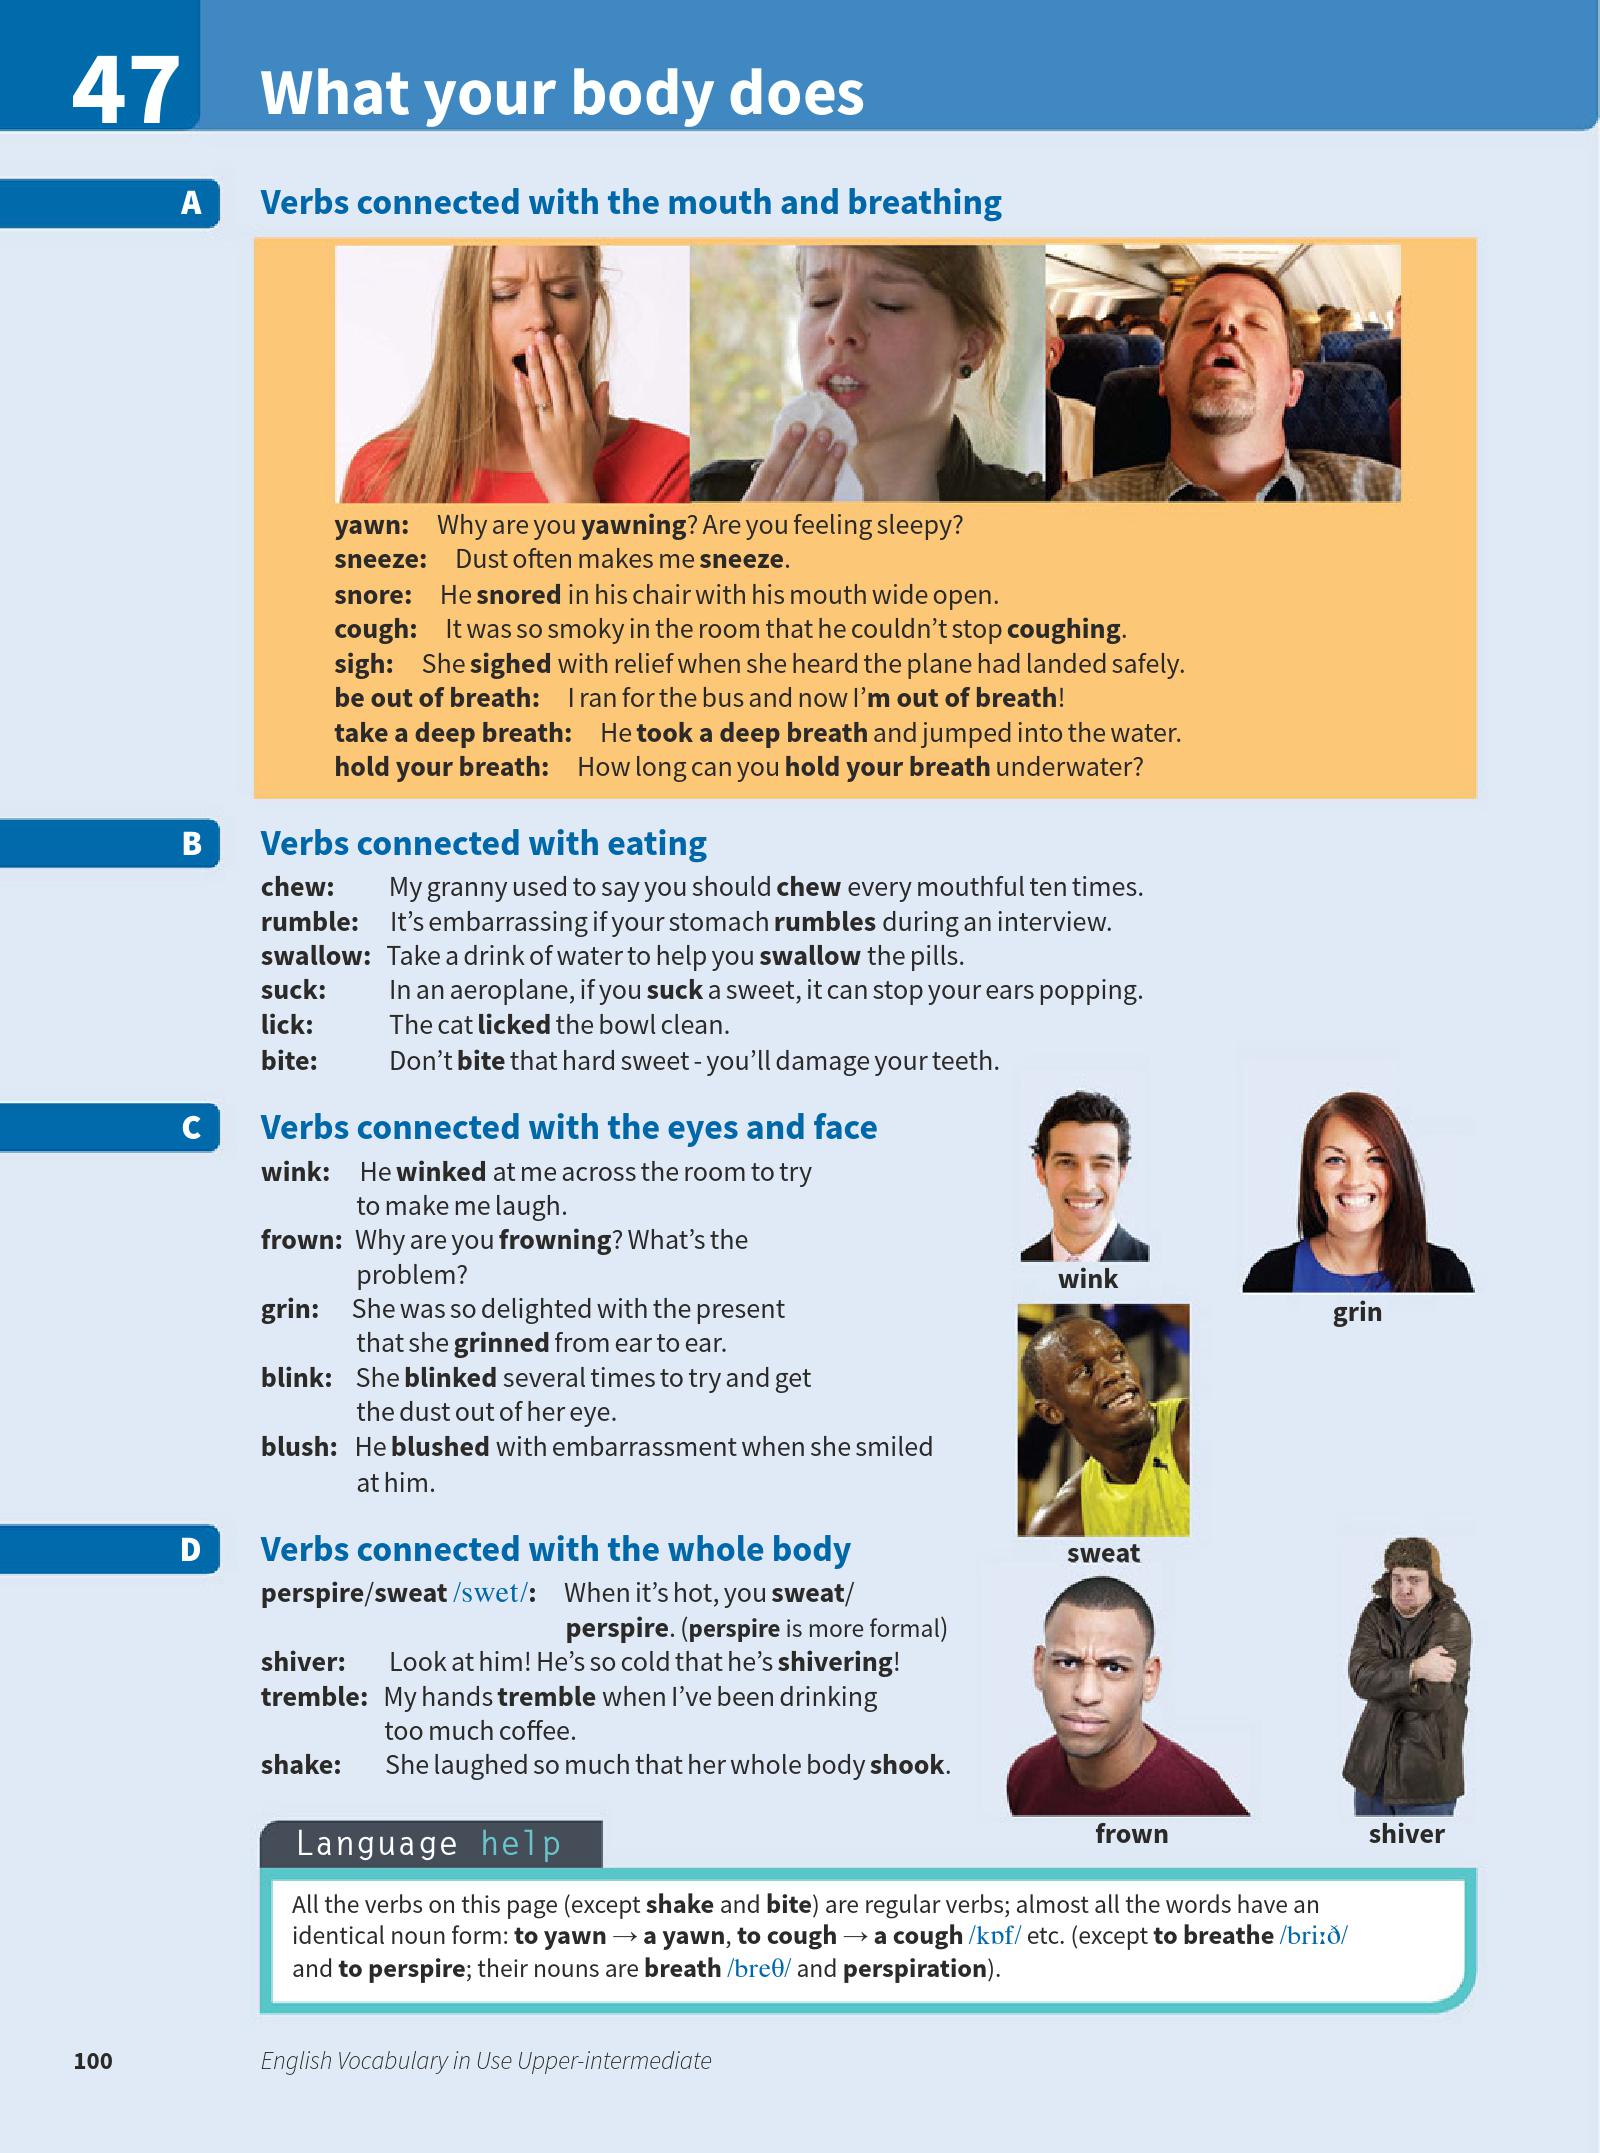 47
What your body does
A
Verbs connected with the mouth and breathing
yawn: Why are you yawning? Are you feeling sleepy?
sneeze: Dust often makes me sneeze.
snore: He snored in his chair with his mouth wide open.
cough: It was so smoky in the room that he couldn't stop coughing.
sigh: She sighed with relief when she heard the plane had landed safely.
be out of breath: I ran for the bus and now I'm out of breath!
take a deep breath: He took a deep breath and jumped into the water.
hold your breath: How long can you hold your breath underwater?
B
Verbs connected with eating
chew: My granny used to say you should chew every mouthful ten times.
rumble: It's embarrassing if your stomach rumbles during an interview.
swallow: Take a drink of water to help you swallow the pills.
suck: In an aeroplane, if you suck a sweet, it can stop your ears popping.
lick: The cat licked the bowl clean.
bite: Don't bite that hard sweet - you'll damage your teeth.
C
Verbs connected with the eyes and face
wink: He winked at me across the room to try
to make me laugh.
frown: Why are you frowning? What's the
problem?
grin: She was so delighted with the present
that she grinned from ear to ear.
blink: She blinked several times to try and get
the dust out of her eye.
blush: He blushed with embarrassment when she smiled
at him.
wink
grin
sweat
D
Verbs connected with the whole body
perspire/sweat /swet/: When it's hot, you sweat/
perspire. (perspire is more formal)
shiver: Look at him! He's so cold that he's shivering!
tremble: My hands tremble when I've been drinking
too much coffee.
shake: She laughed so much that her whole body shook.
frown
shiver
Language help
All the verbs on this page (except shake and bite) are regular verbs; almost all the words have an
identical noun form: to yawn → a yawn, to cough → a cough /kɒf/ etc. (except to breathe /briːð/
and to perspire; their nouns are breath /breθ/ and perspiration).
100
English Vocabulary in Use Upper-intermediate